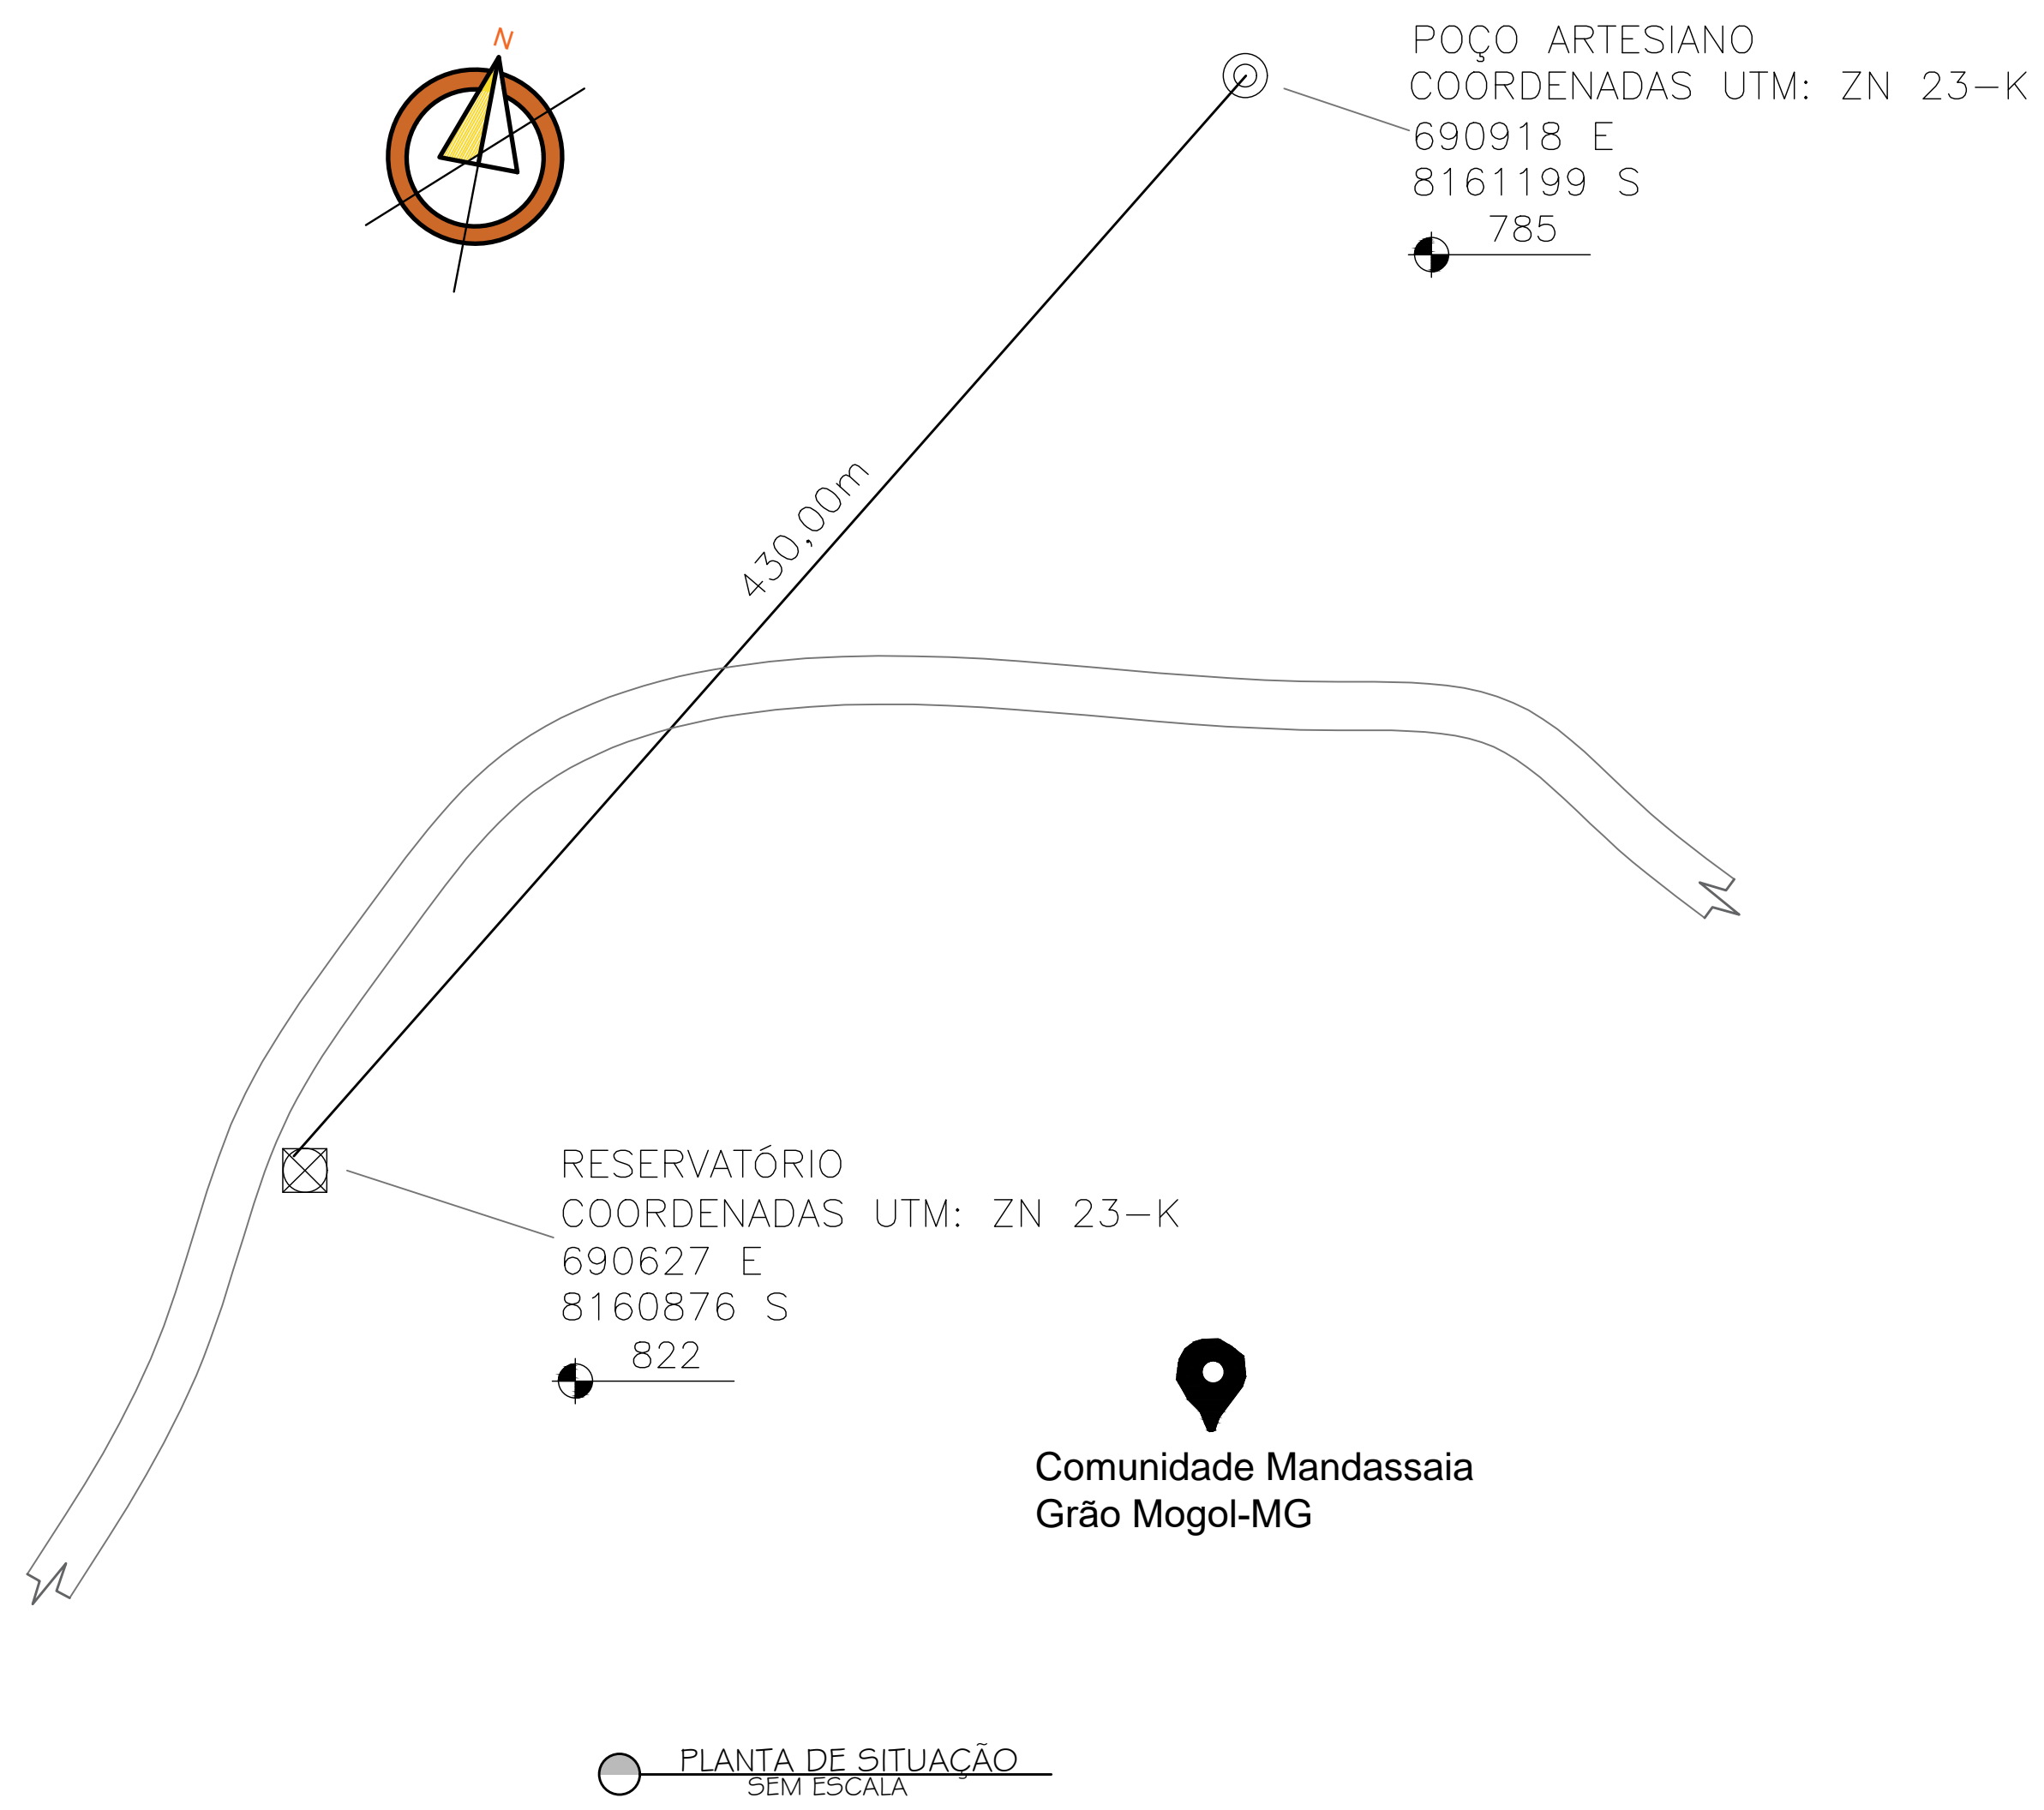 N
POÇO ARTESIANO
COORDENADAS UTM: ZN 23-K
690918 E
8161199 S
785
430,00m
RESERVATÓRIO
COORDENADAS UTM: ZN 23-K
690627 E
8160876 S
822
Comunidade Mandassaia
Grão Mogol-MG
PLANTA DE SITUAÇÃO
SEM ESCALA